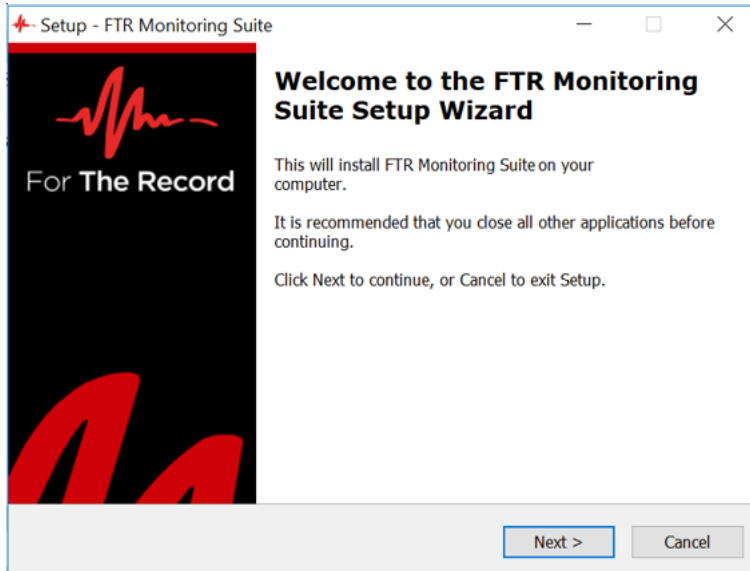 Setup - FTR Monitoring Suite
For The Record
Welcome to the FTR Monitoring
Suite Setup Wizard
This will install FTR Monitoring Suite on your
computer.
It is recommended that you close all other applications before
continuing.
Click Next to continue, or Cancel to exit Setup.
Next >
Cancel